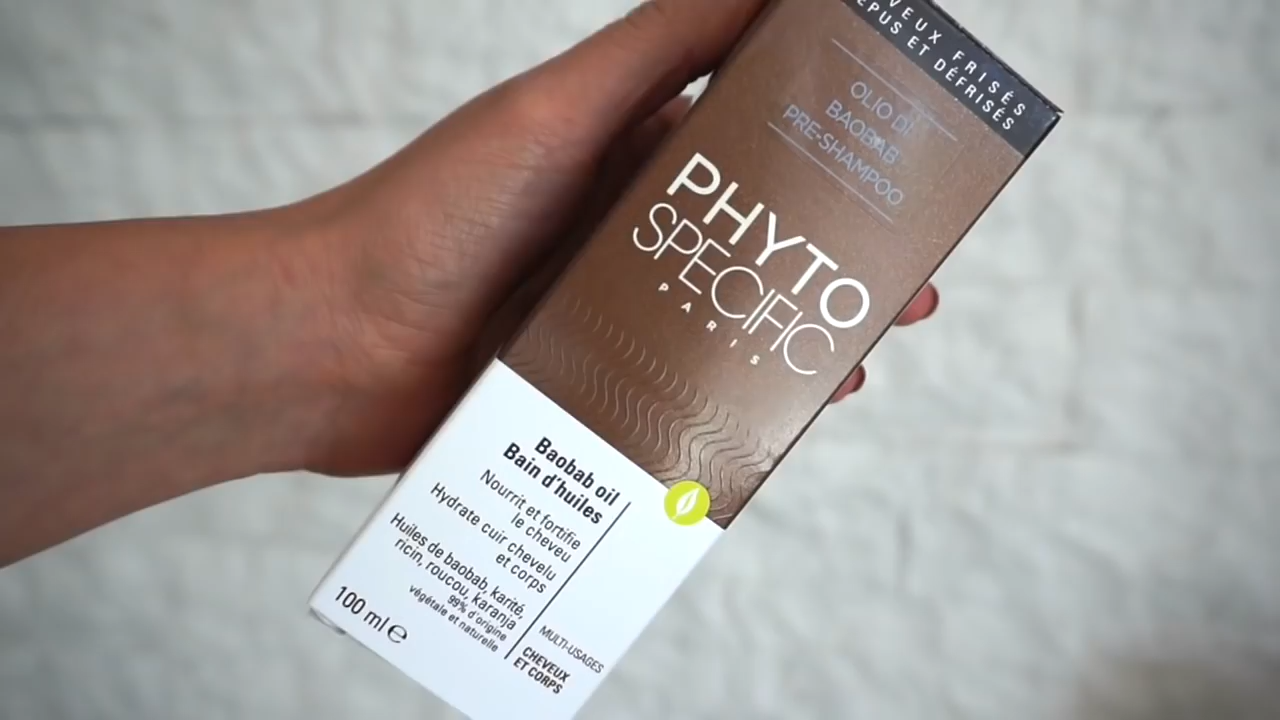 CHEVEUX FRISÉS
CRÉPUS ET DÉFRISÉS
OLIO DI
BAOBAB
PRE-SHAMPOO
PHYTO
SPECIFIC
PARIS
Baobab oil
Bain d'huiles
Nourrit et fortifie
le cheveu
Hydrate cuir chevelu
et corps
Huiles de baobab, karité,
ricin, roucou, karanja
99% d'origine
végétale et naturelle
100 ml e
MULTI-USAGES
CHEVEUX
ET CORPS